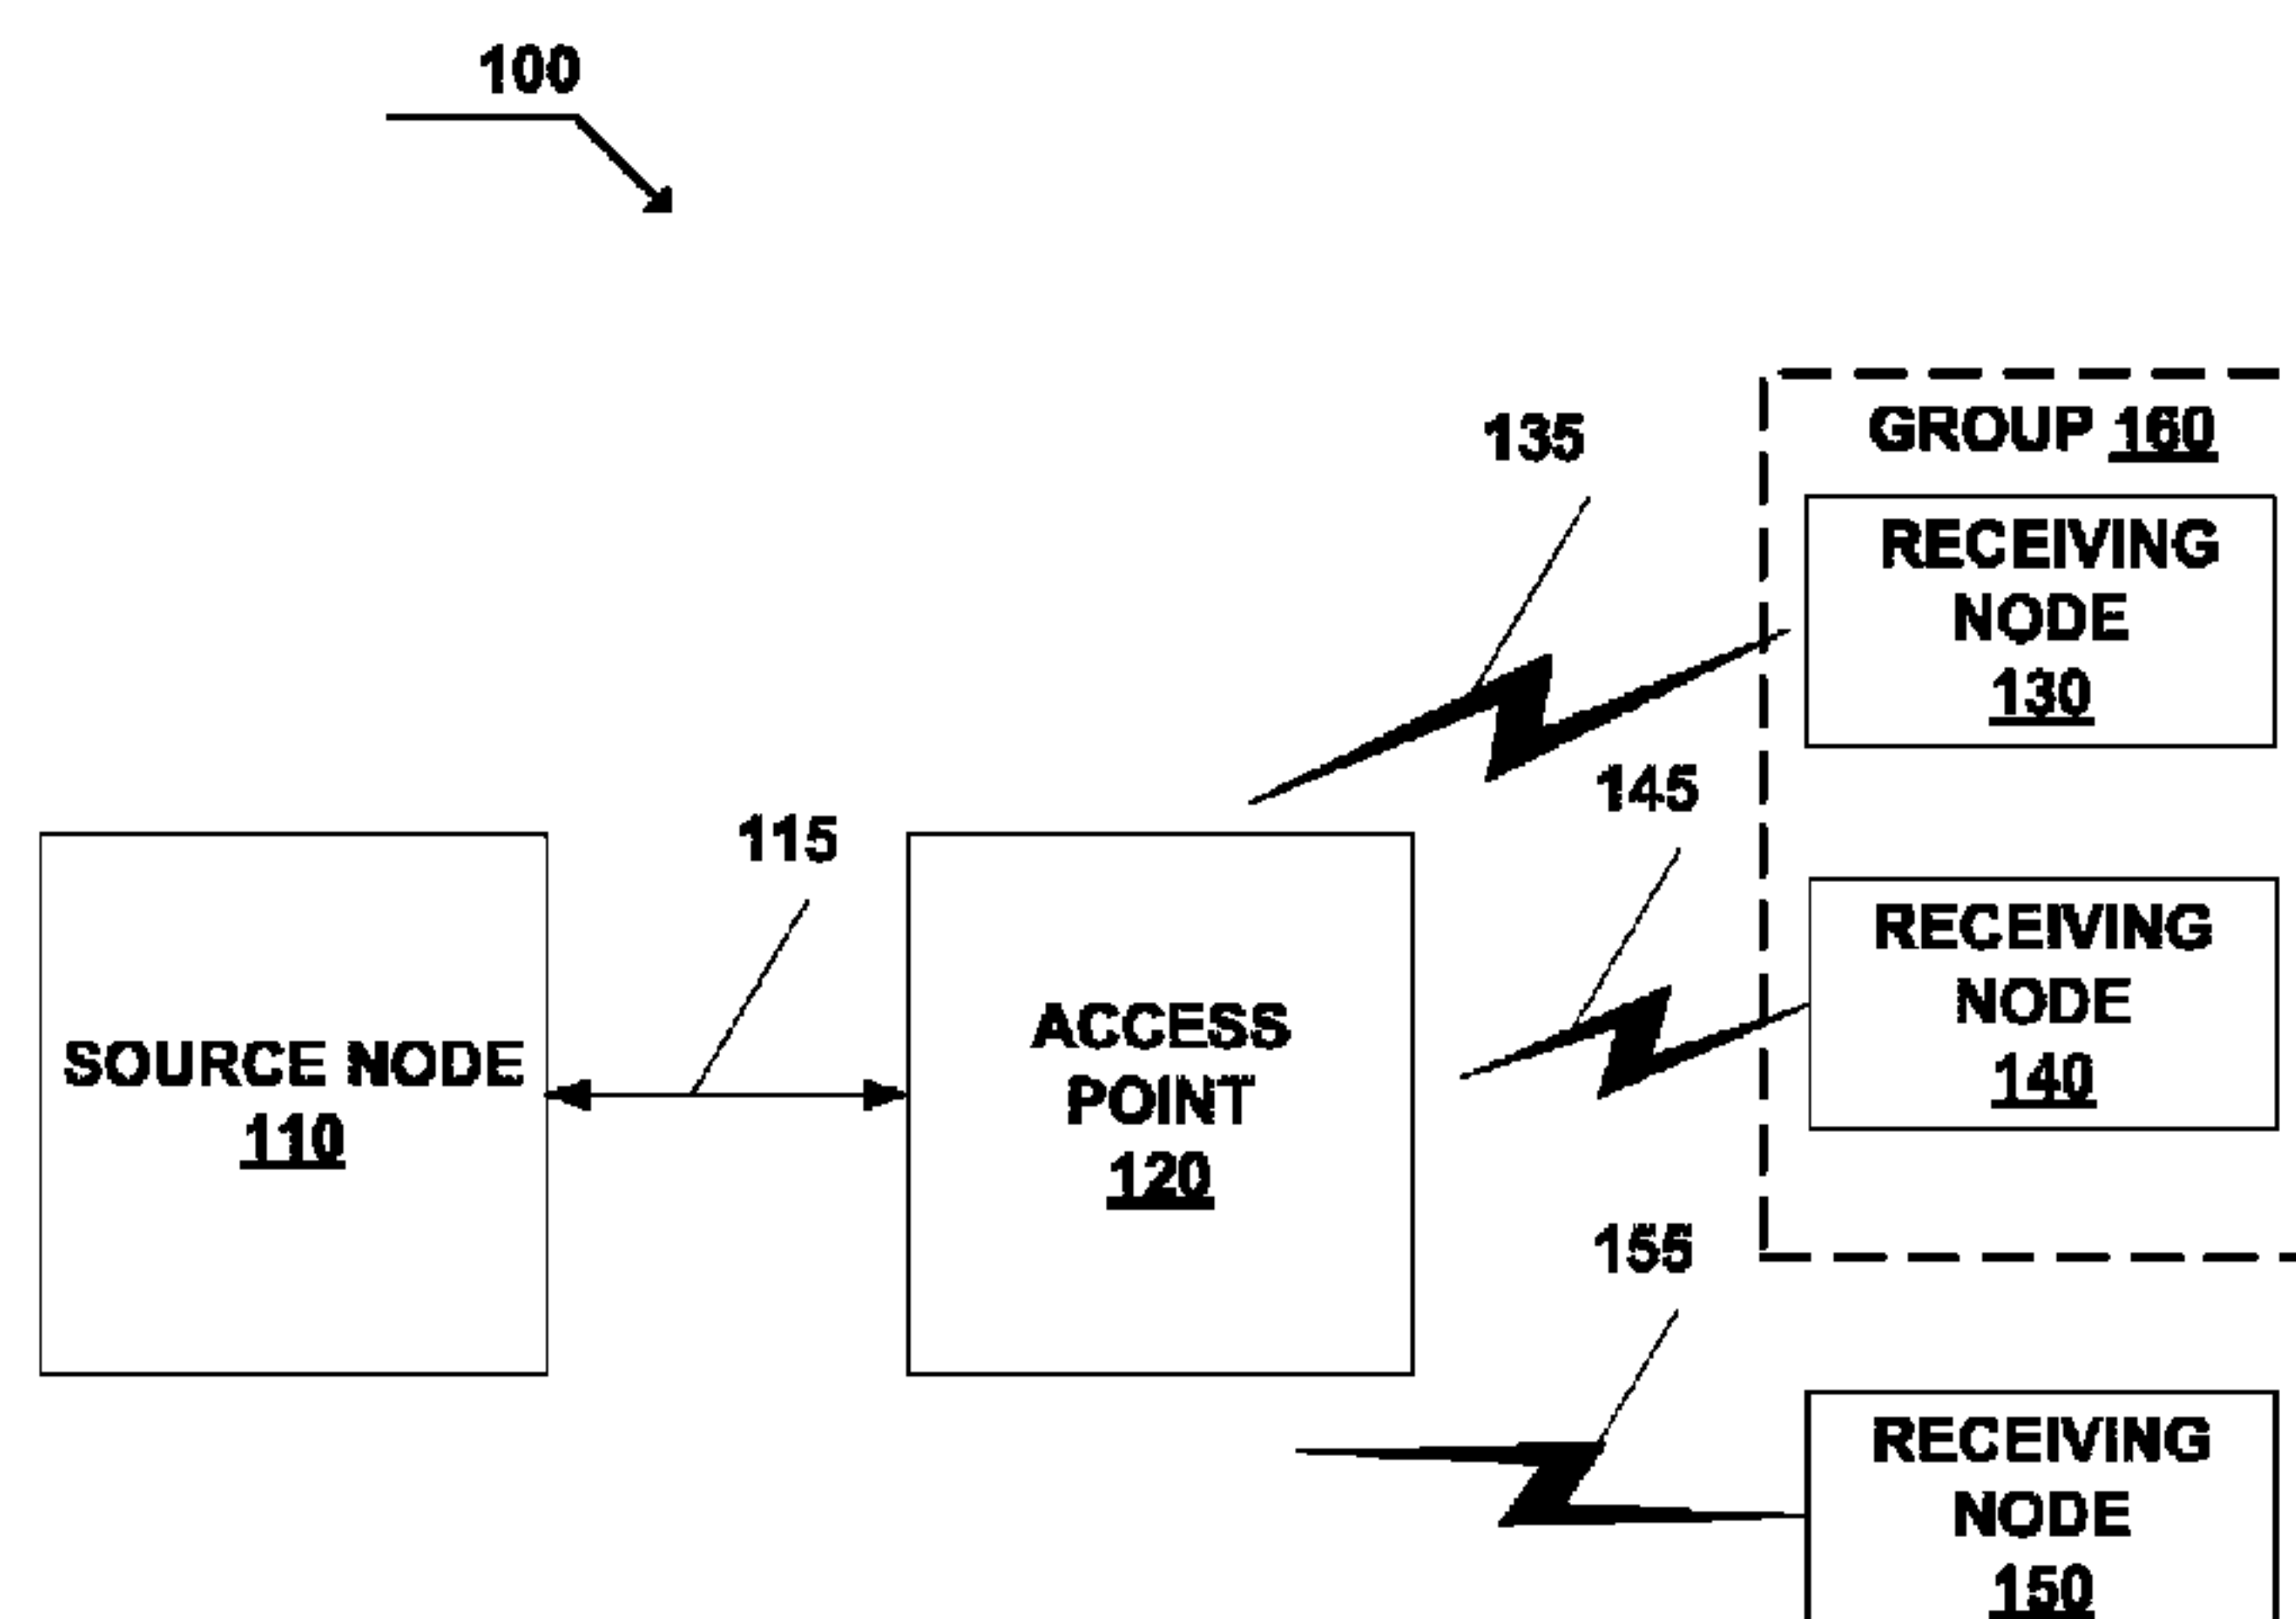 100
GROUP 160
135
RECEIVING
NODE
130
145
115
RECEIVING
NODE
140
SOURCE NODE
110
ACCESS
POINT
120
155
RECEIVING
NODE
150